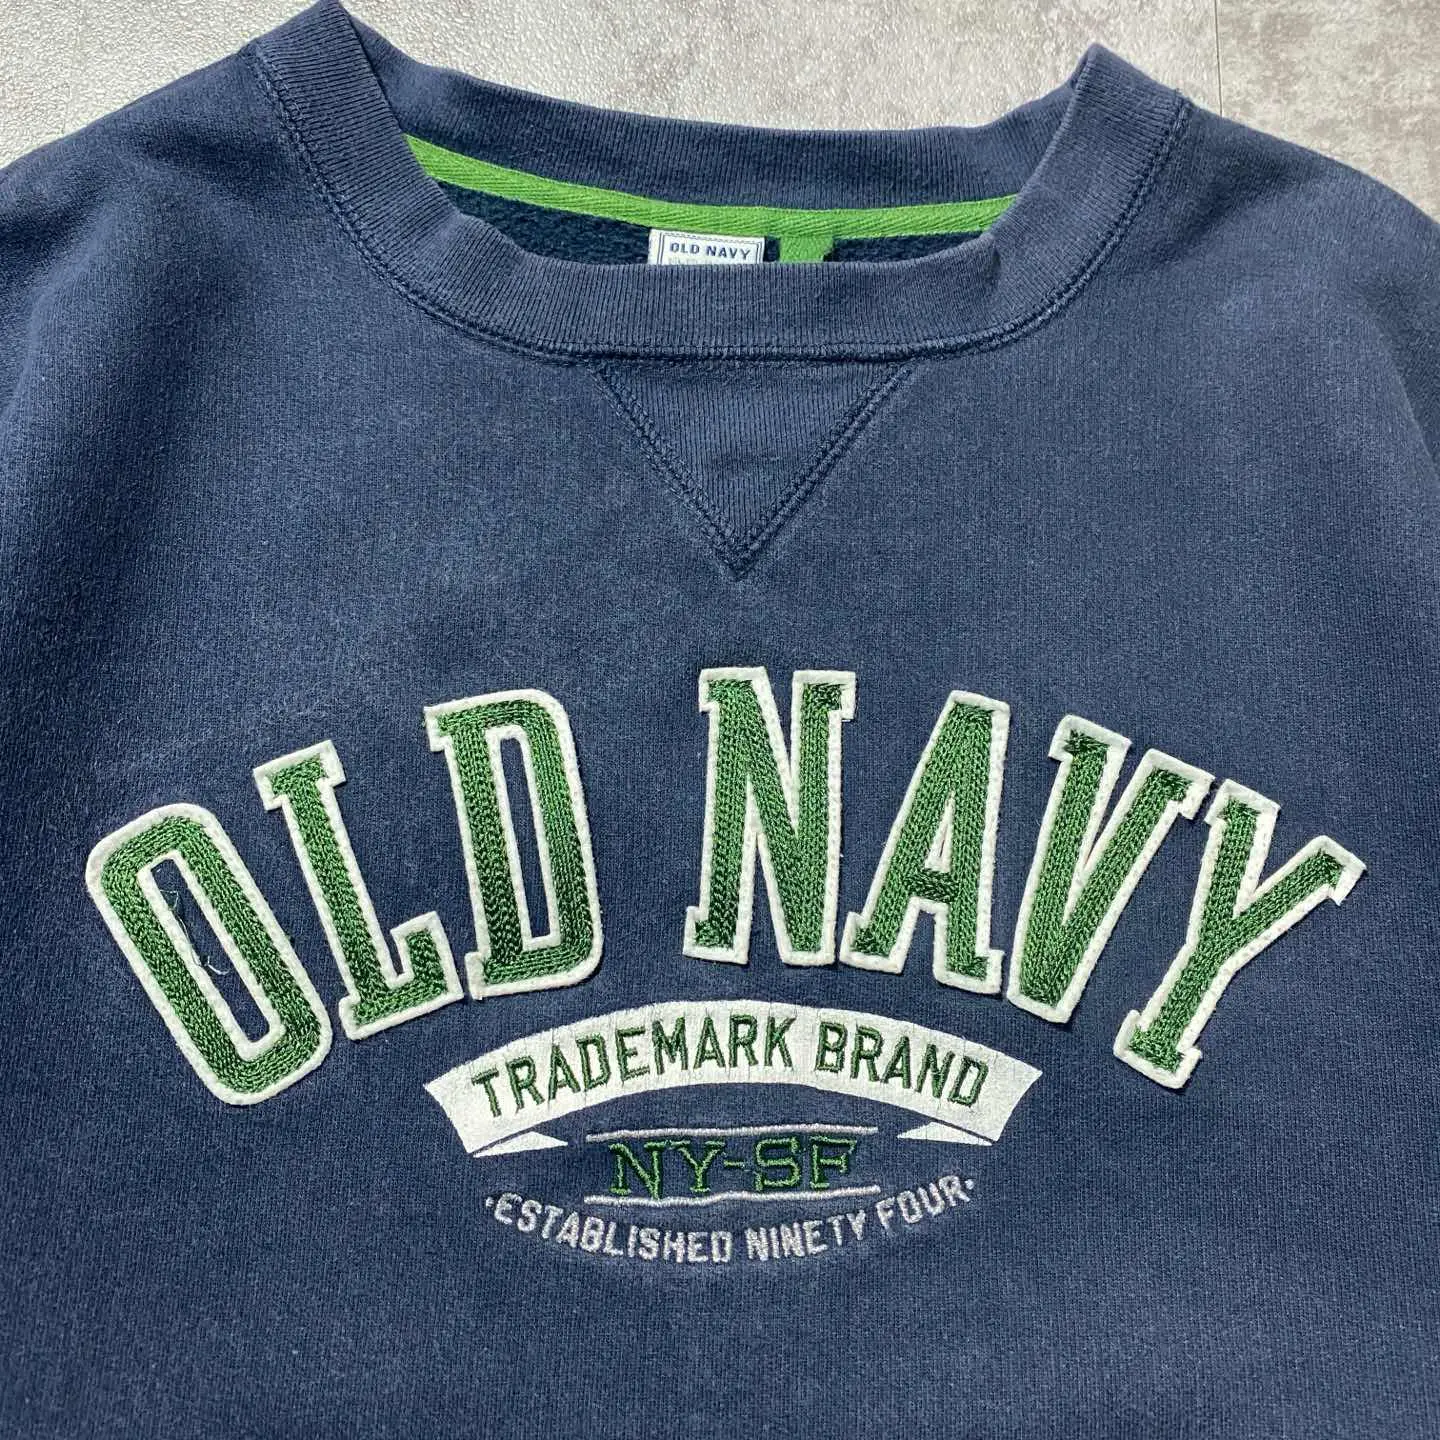 OLD NAVY
OLD NAVY
TRADEMARK BRAND
NY-SF
·ESTABLISHED NINETY FOUR·